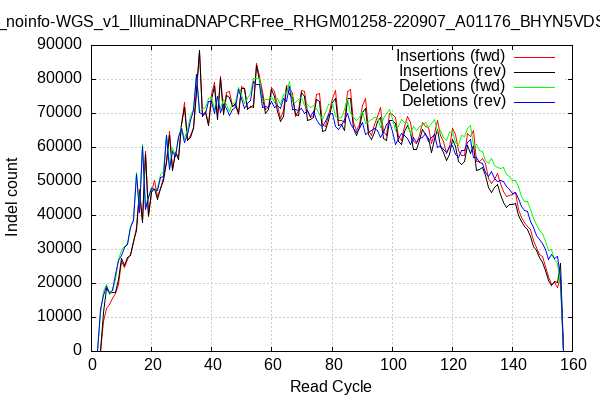 _noinfo-WGS_v1_IlluminaDNAPCRFree_RHGM01258-220907_A01176_BHYN5VDS
Insertions (fwd)
Insertions (rev)
Deletions (fwd)
Deletions (rev)
Indel count
90000
80000
70000
60000
50000
40000
30000
20000
10000
0
0 20 40 60 80 100 120 140 160
Read Cycle